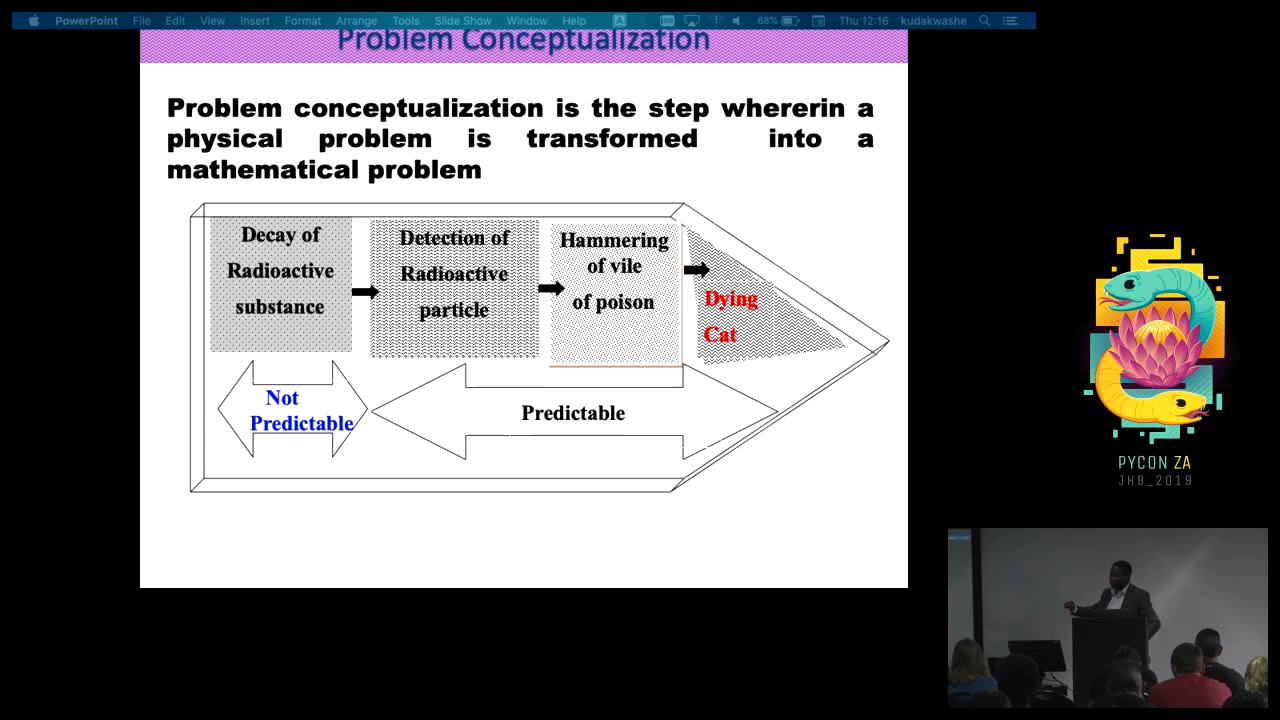 PowerPoint File Edit View Insert Format Arrange Tools Slide Show Window Help 68% Thu 12:16 kudakwashe
Problem Conceptualization
Problem conceptualization is the step whererin a
physical problem is transformed into a
mathematical problem
Decay of
Radioactive
substance
Detection of
Radioactive
particle
Hammering
of vile
of poison
Dying
Cat
Not
Predictable
Predictable
PYCON ZA
JHB_2019